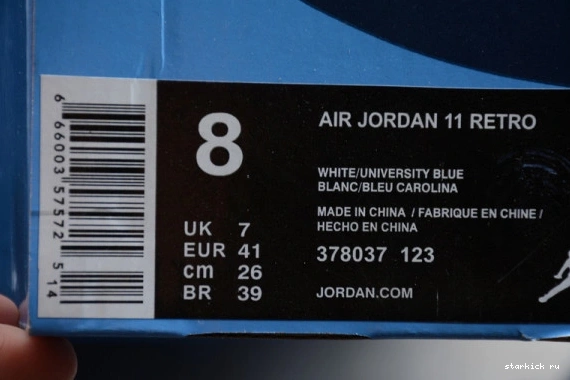 6 66003 57572 5 14
8
UK 7
EUR 41
cm 26
BR 39
AIR JORDAN 11 RETRO
WHITE/UNIVERSITY BLUE
BLANC/BLEU CAROLINA
MADE IN CHINA / FABRIQUE EN CHINE /
HECHO EN CHINA
378037 123
JORDAN.COM
starkick ru